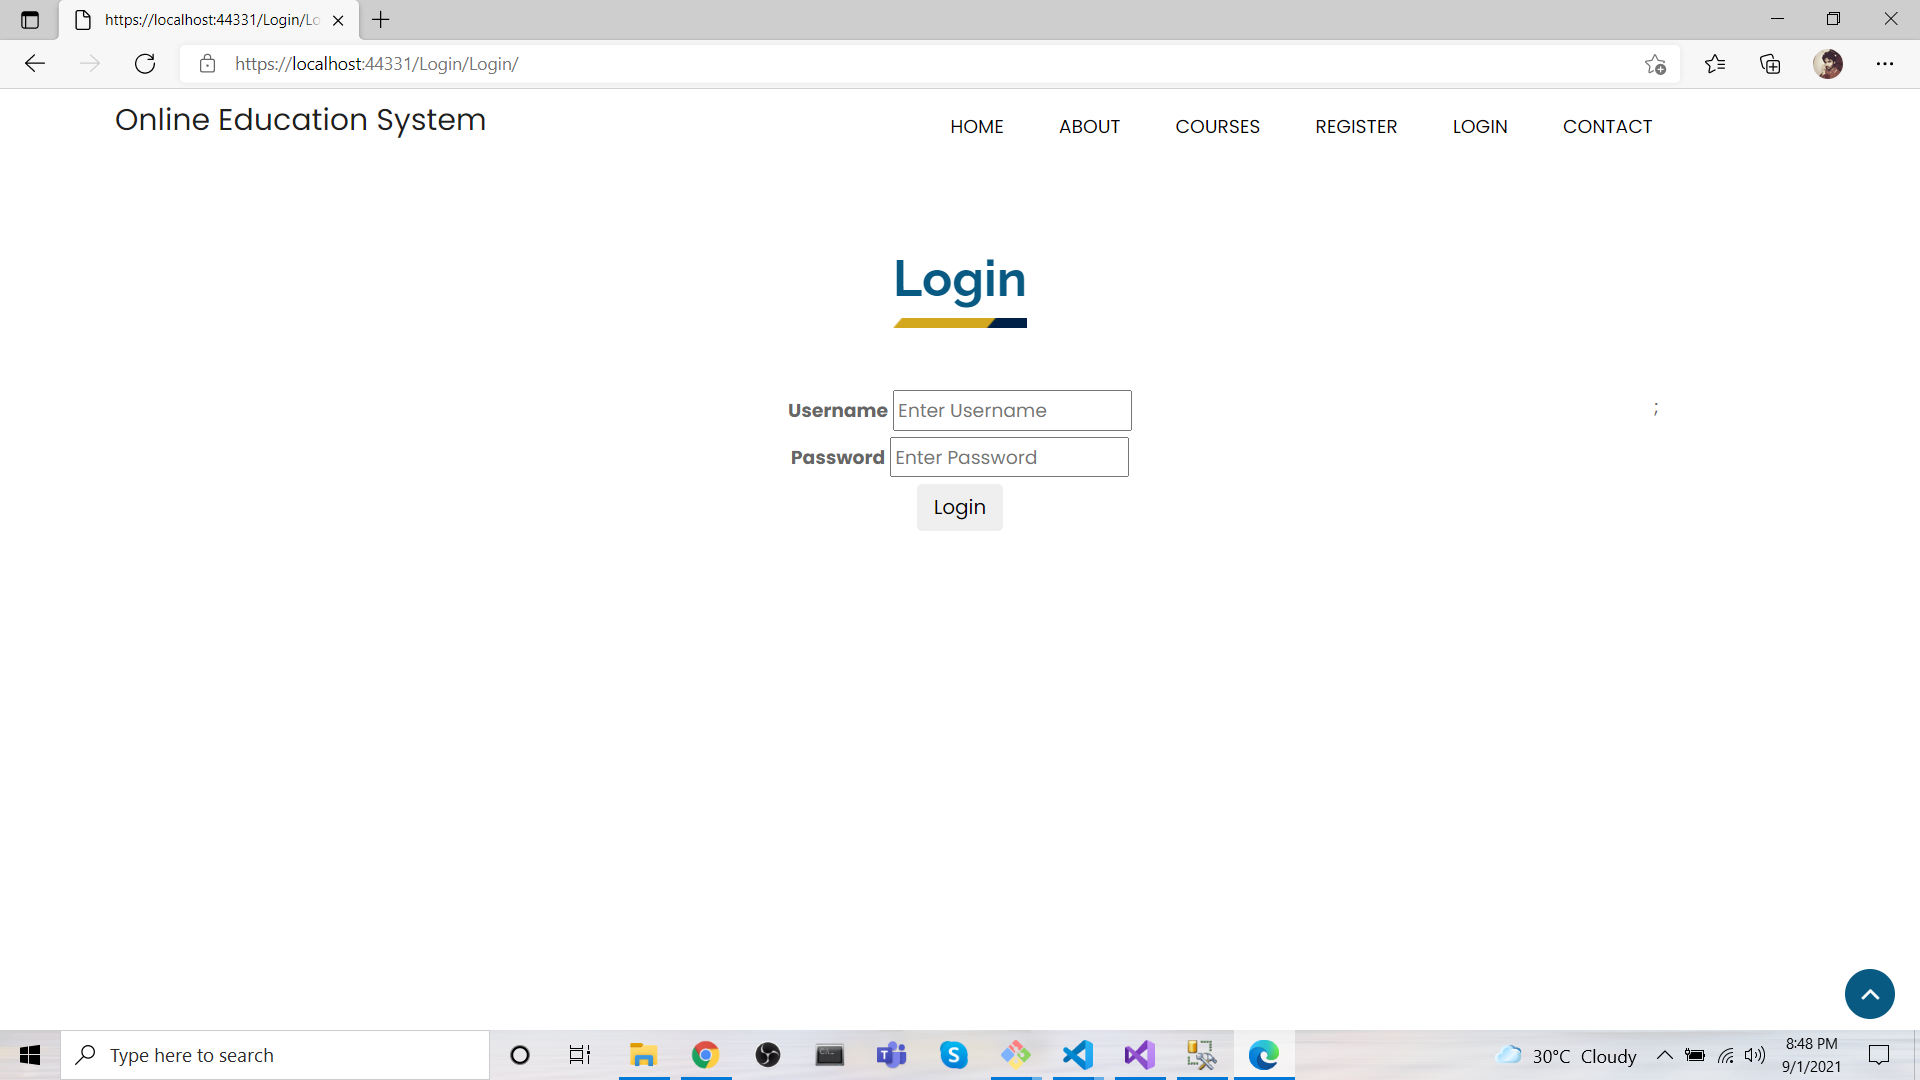 https://localhost:44331/Login/Lo
https://localhost:44331/Login/Login/
Online Education System
HOME ABOUT COURSES REGISTER LOGIN CONTACT
Login
Username Enter Username ;
Password Enter Password
Login
Type here to search
30°C Cloudy
8:48 PM
9/1/2021